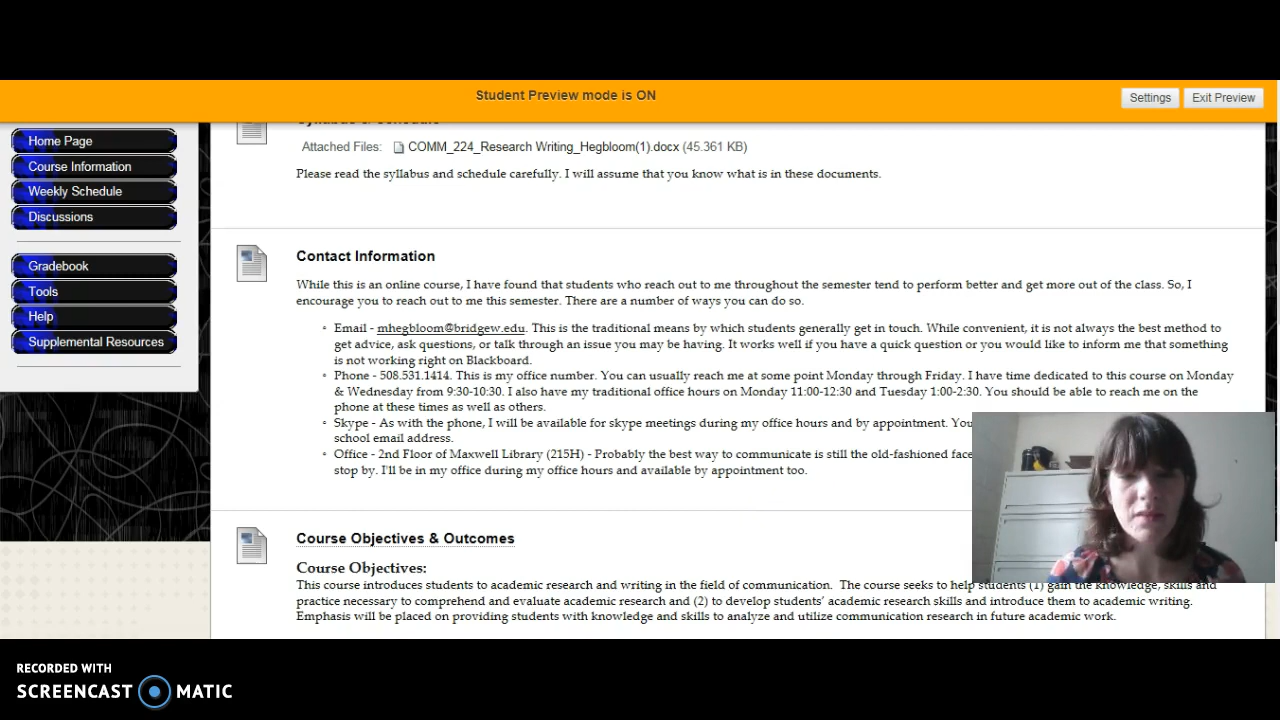 Student Preview mode is ON
Settings
Exit Preview
Home Page
Course Information
Weekly Schedule
Discussions
Gradebook
Tools
Help
Supplemental Resources
Syllabus & Schedule
Attached Files: COMM_224_Research Writing_Hegbloom(1).docx (45.361 KB)
Please read the syllabus and schedule carefully. I will assume that you know what is in these documents.
Contact Information
While this is an online course, I have found that students who reach out to me throughout the semester tend to perform better and get more out of the class. So, I
encourage you to reach out to me this semester. There are a number of ways you can do so.
Email - mhegbloom@bridgew.edu. This is the traditional means by which students generally get in touch. While convenient, it is not always the best method to
get advice, ask questions, or talk through an issue you may be having. It works well if you have a quick question or you would like to inform me that something
is not working right on Blackboard.
Phone - 508.531.1414. This is my office number. You can usually reach me at some point Monday through Friday. I have time dedicated to this course on Monday
& Wednesday from 9:30-10:30. I also have my traditional office hours on Monday 11:00-12:30 and Tuesday 1:00-2:30. You should be able to reach me on the
phone at these times as well as others.
Skype - As with the phone, I will be available for skype meetings during my office hours and by appointment.
school email address.
Office - 2nd Floor of Maxwell Library (215H) - Probably the best way to communicate is still the old-fashioned
stop by. I'll be in my office during my office hours and available by appointment too.
Course Objectives & Outcomes
Course Objectives:
This course introduces students to academic research and writing in the field of communication. The course seeks to help students (1) gain the knowledge, skills and
practice necessary to comprehend and evaluate academic research and (2) to develop students' academic research skills and introduce them to academic writing.
Emphasis will be placed on providing students with knowledge and skills to analyze and utilize communication research in future academic work.
RECORDED WITH
SCREENCAST MATIC